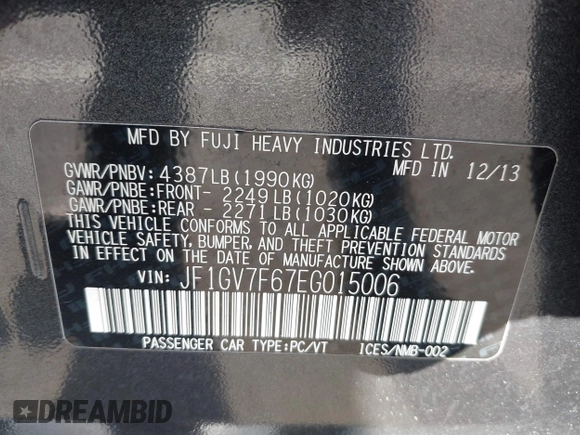 MFD BY FUJI HEAVY INDUSTRIES LTD.
MFD IN 12/13
GVWR/PNBV: 4387LB(1990KG)
GAWR/PNBE:FRONT- 2249LB(1020KG)
GAWR/PNBE:REAR - 2271LB(1030KG)
THIS VEHICLE CONFORMS TO ALL APPLICABLE FEDERAL MOTOR
VEHICLE SAFETY, BUMPER, AND THEFT PREVENTION STANDARDS
IN EFFECT ON THE DATE OF MANUFACTURE SHOWN ABOVE.
VIN: JF1GV7F67EG015006
PASSENGER CAR TYPE:PC/VT ICES/NMB-002
DREAMBID